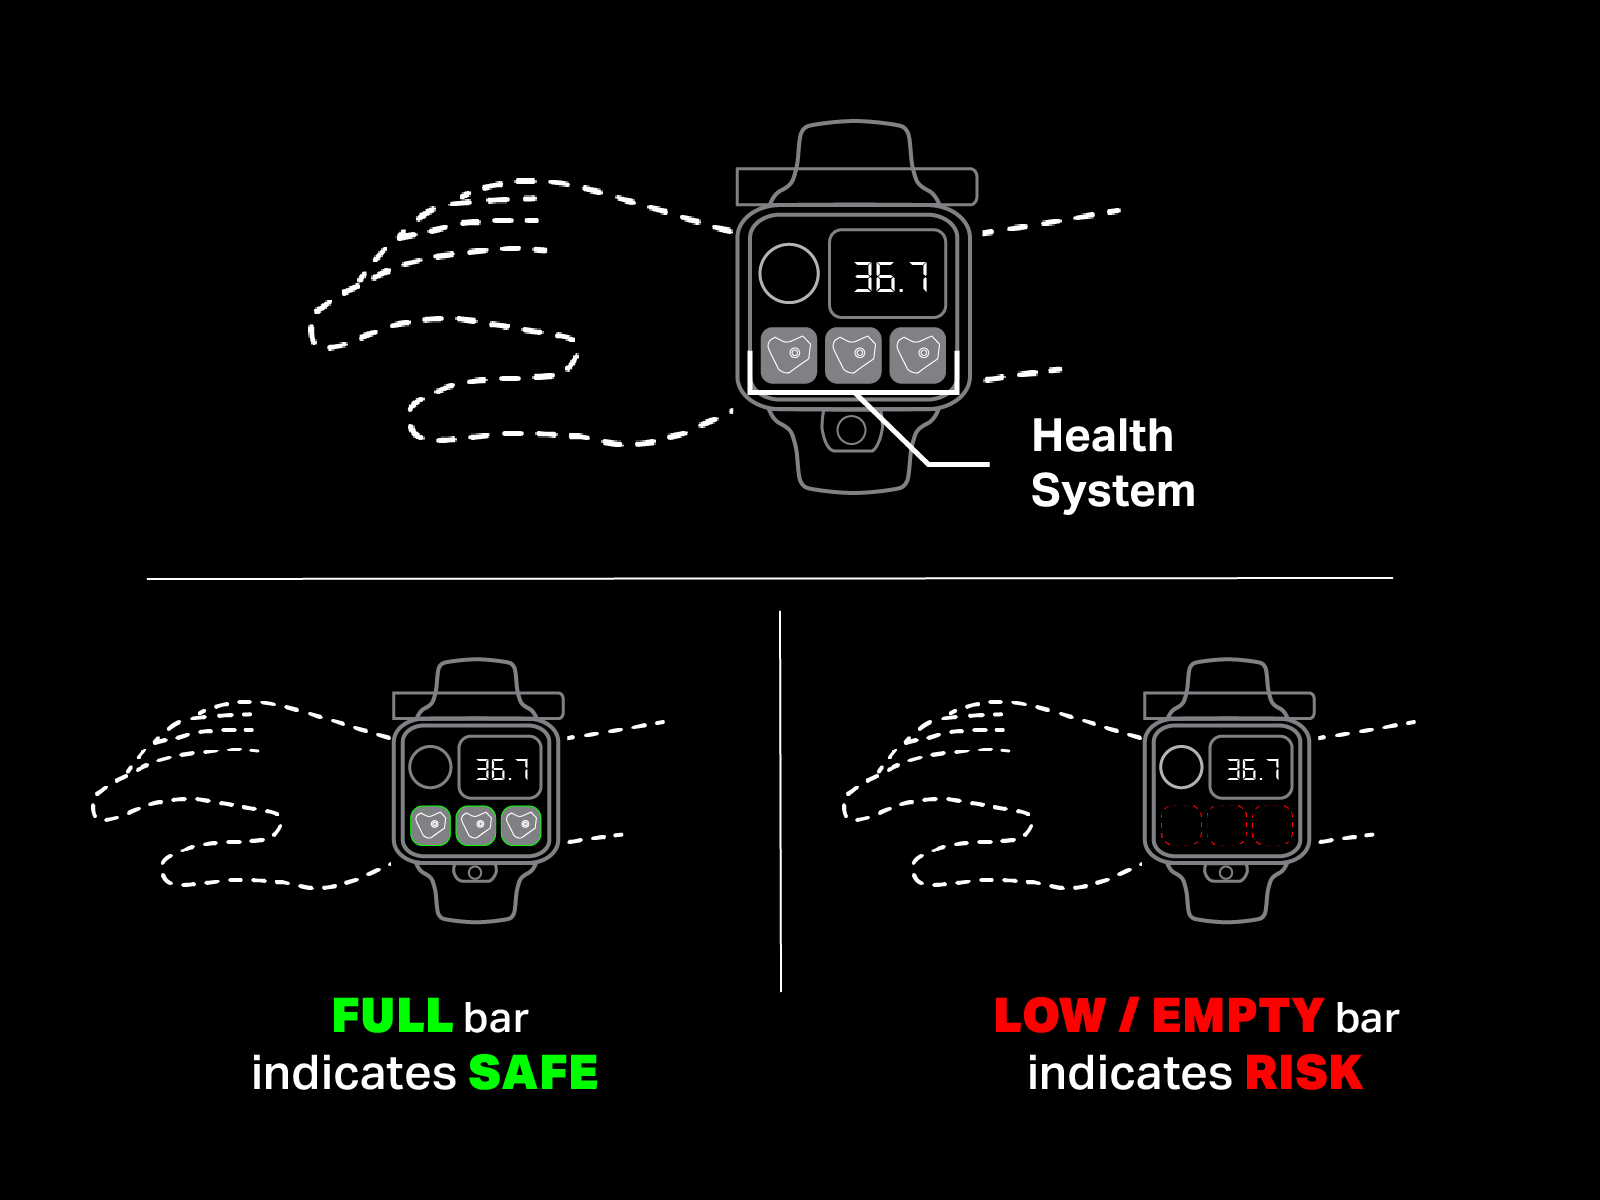 36.7
Health
System
36.7
36.7
FULL bar
indicates SAFE
LOW / EMPTY bar
indicates RISK